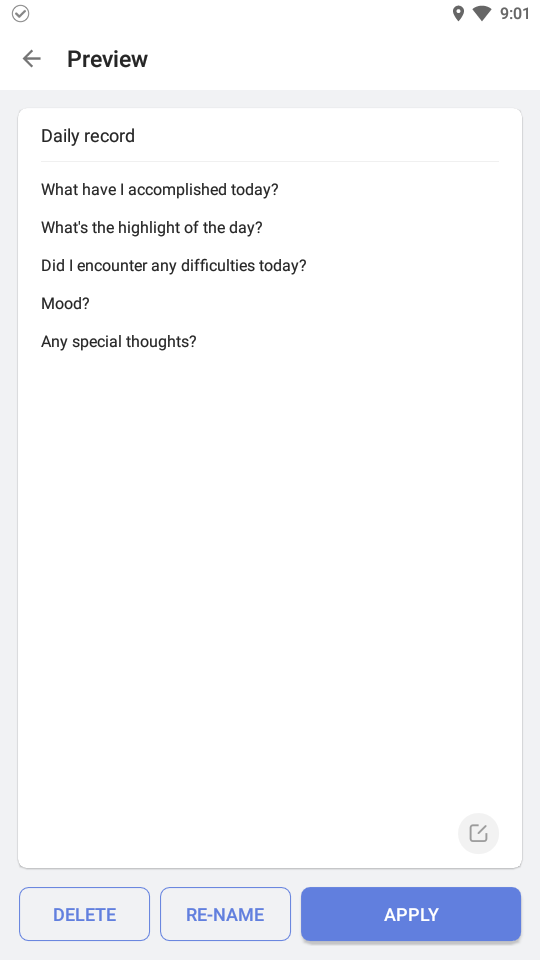 9:01
Preview
Daily record
What have I accomplished today?
What's the highlight of the day?
Did I encounter any difficulties today?
Mood?
Any special thoughts?
DELETE
RE-NAME
APPLY